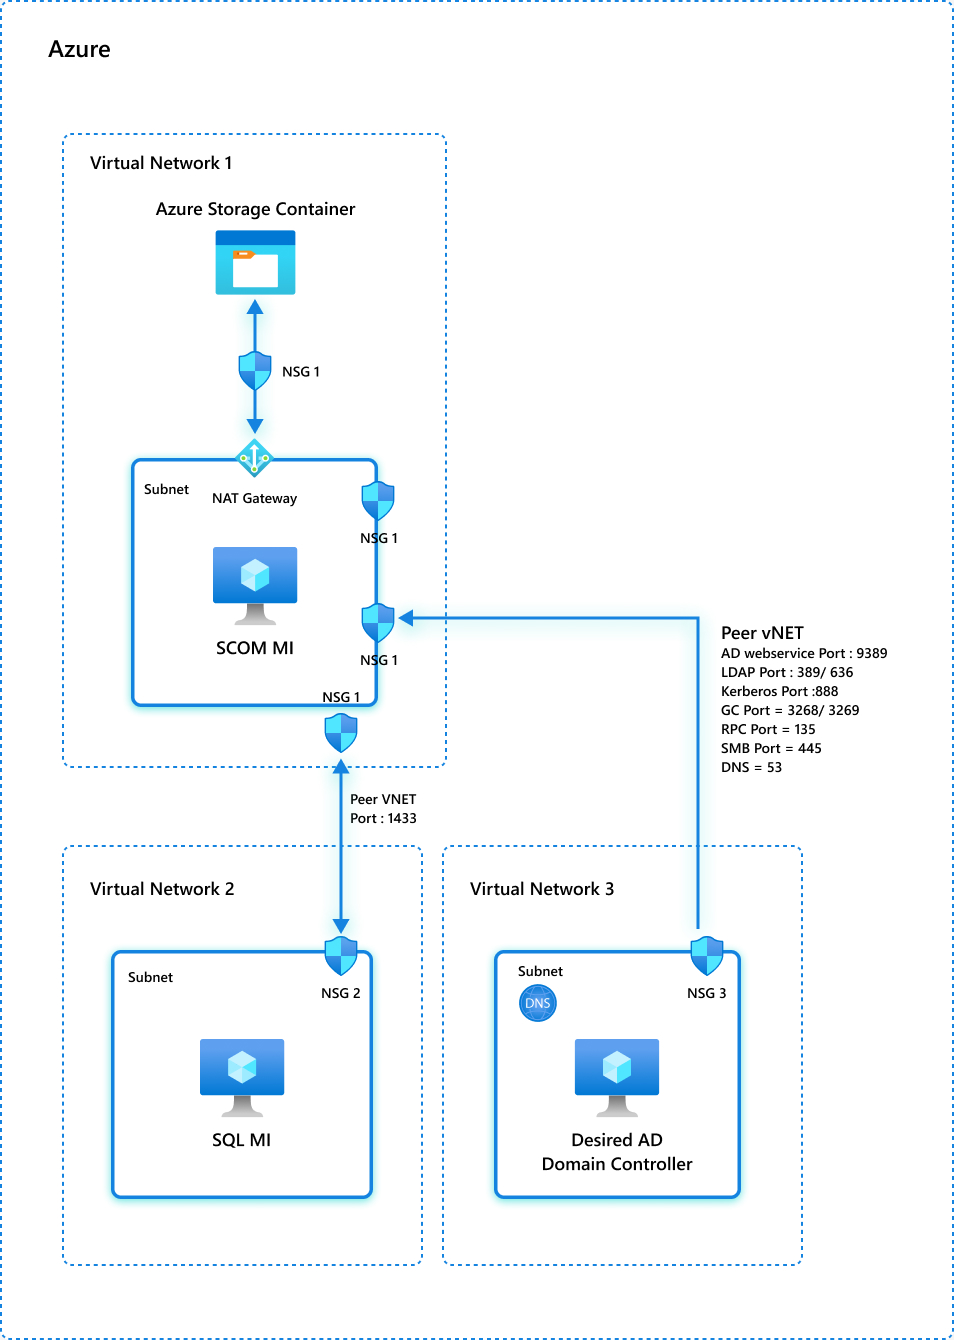 Azure
Virtual Network 1
Azure Storage Container
NSG 1
Subnet
NAT Gateway
NSG 1
SCOM MI
NSG 1
NSG 1
Peer vNET
AD webservice Port : 9389
LDAP Port : 389/ 636
Kerberos Port :888
GC Port = 3268/ 3269
RPC Port = 135
SMB Port = 445
DNS = 53
Peer VNET
Port : 1433
Virtual Network 2
Subnet
NSG 2
SQL MI
Virtual Network 3
Subnet
DNS
NSG 3
Desired AD
Domain Controller